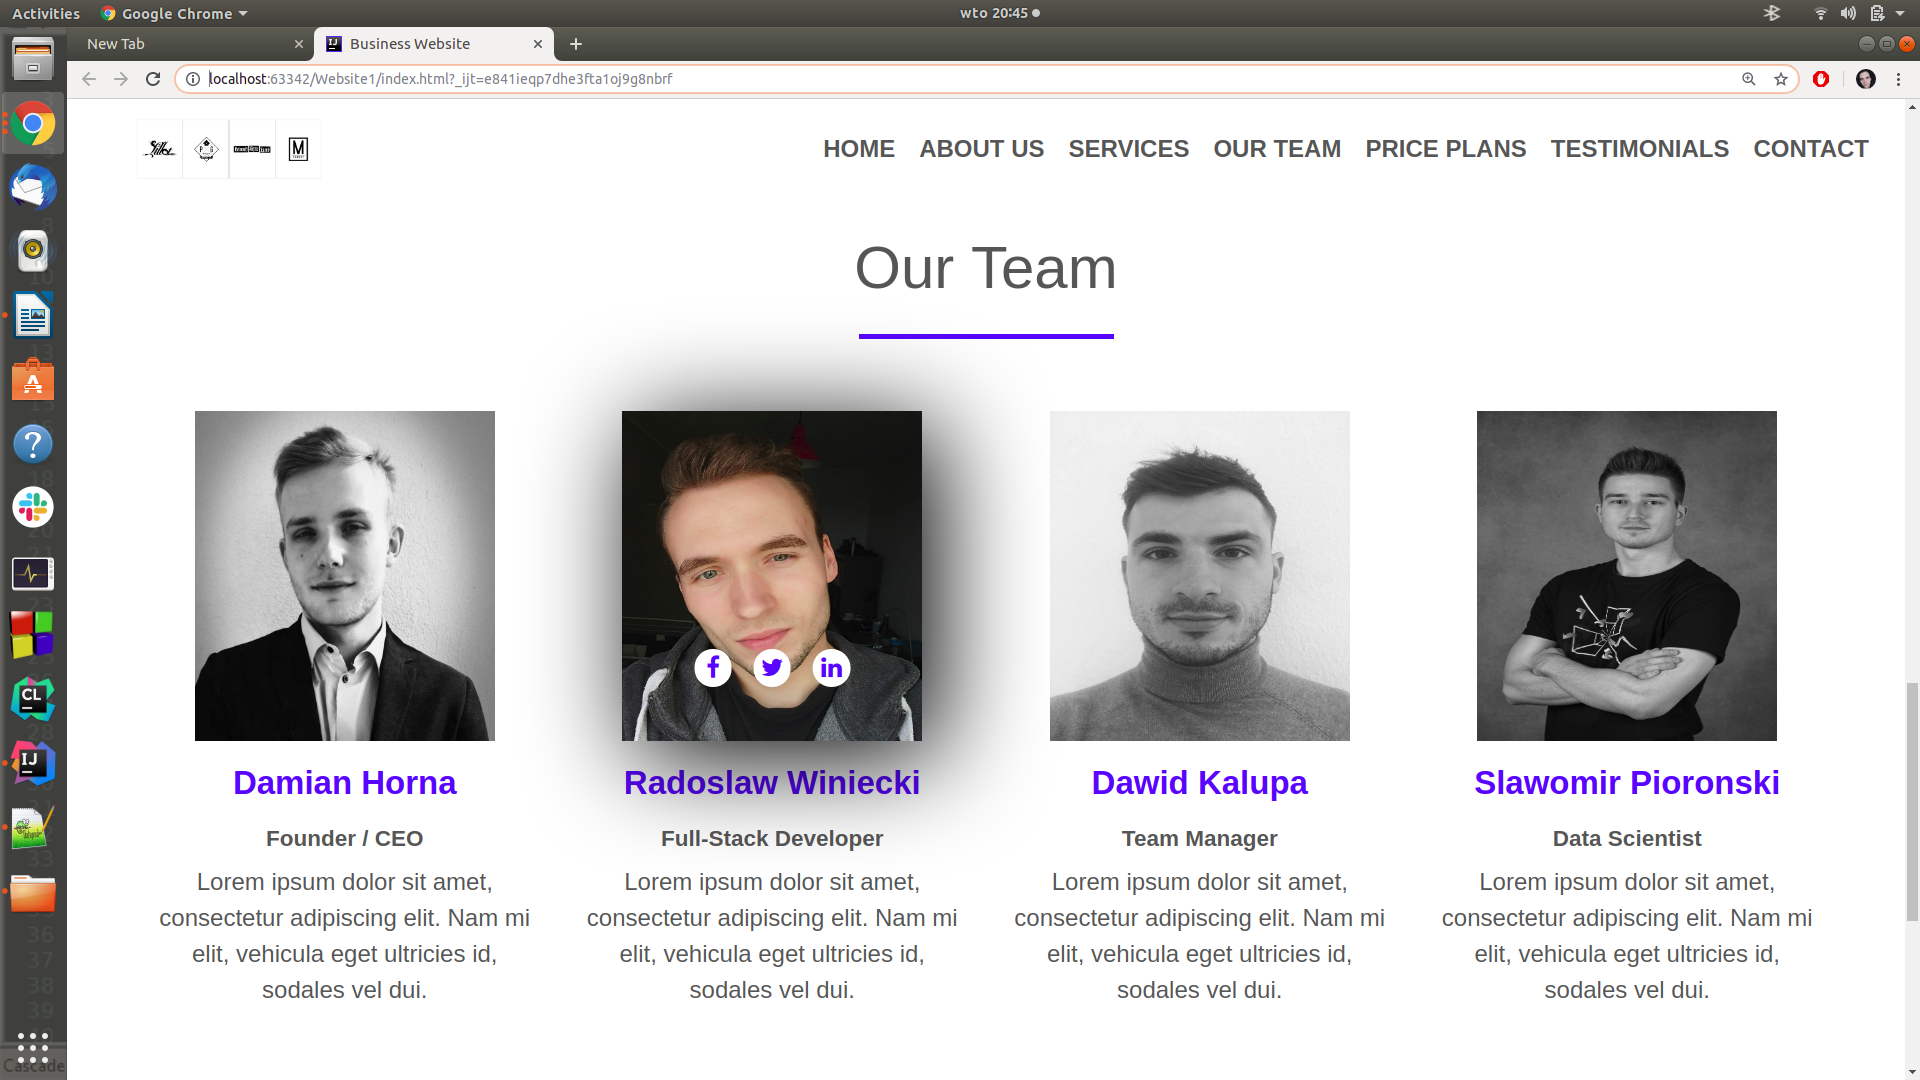 Activities Google Chrome wto 20:45
New Tab Business Website
localhost:63342/Website1/index.html?_ijt=e841ieqp7dhe3fta1oj9g8nbrf
HOME ABOUT US SERVICES OUR TEAM PRICE PLANS TESTIMONIALS CONTACT
Our Team
Damian Horna
Founder / CEO
Lorem ipsum dolor sit amet,
consectetur adipiscing elit. Nam mi
elit, vehicula eget ultricies id,
sodales vel dui.
Radoslaw Winiecki
Full-Stack Developer
Lorem ipsum dolor sit amet,
consectetur adipiscing elit. Nam mi
elit, vehicula eget ultricies id,
sodales vel dui.
Dawid Kalupa
Team Manager
Lorem ipsum dolor sit amet,
consectetur adipiscing elit. Nam mi
elit, vehicula eget ultricies id,
sodales vel dui.
Slawomir Pioronski
Data Scientist
Lorem ipsum dolor sit amet,
consectetur adipiscing elit. Nam mi
elit, vehicula eget ultricies id,
sodales vel dui.
CL
IJ
36
37
38
39
Cascade